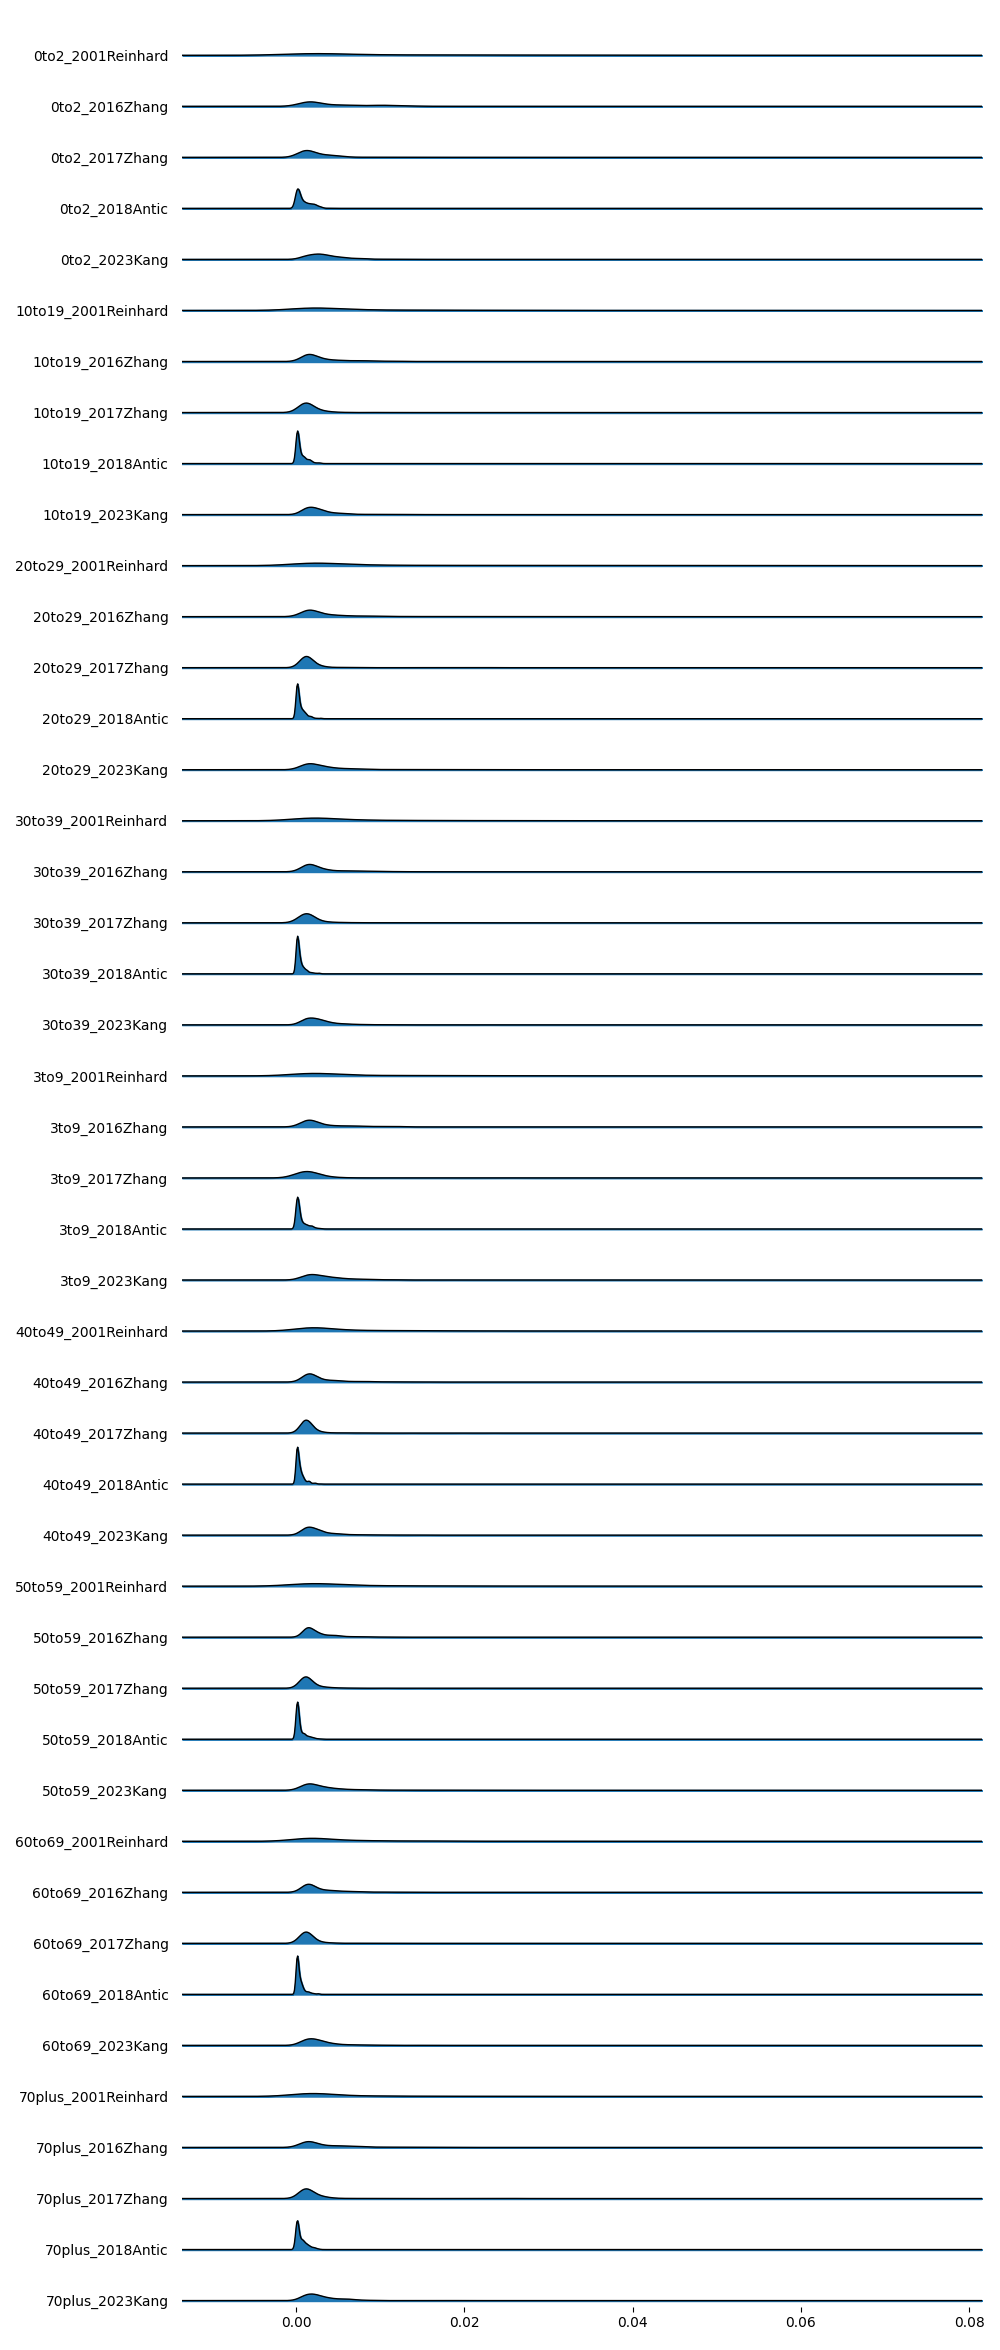 0to2_2001Reinhard
0to2_2016Zhang
0to2_2017Zhang
0to2_2018Antic
0to2_2023Kang
10to19_2001Reinhard
10to19_2016Zhang
10to19_2017Zhang
10to19_2018Antic
10to19_2023Kang
20to29_2001Reinhard
20to29_2016Zhang
20to29_2017Zhang
20to29_2018Antic
20to29_2023Kang
30to39_2001Reinhard
30to39_2016Zhang
30to39_2017Zhang
30to39_2018Antic
30to39_2023Kang
3to9_2001Reinhard
3to9_2016Zhang
3to9_2017Zhang
3to9_2018Antic
3to9_2023Kang
40to49_2001Reinhard
40to49_2016Zhang
40to49_2017Zhang
40to49_2018Antic
40to49_2023Kang
50to59_2001Reinhard
50to59_2016Zhang
50to59_2017Zhang
50to59_2018Antic
50to59_2023Kang
60to69_2001Reinhard
60to69_2016Zhang
60to69_2017Zhang
60to69_2018Antic
60to69_2023Kang
70plus_2001Reinhard
70plus_2016Zhang
70plus_2017Zhang
70plus_2018Antic
70plus_2023Kang
0.00 0.02 0.04 0.06 0.08